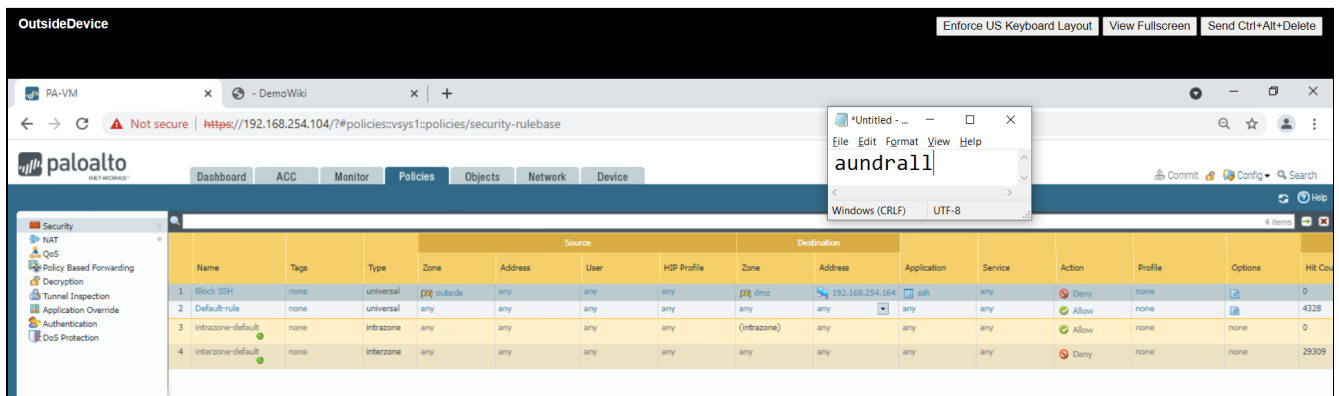 OutsideDevice
Enforce US Keyboard Layout View Fullscreen Send Ctrl+Alt+Delete
PA-VM - DemoWiki
Not secure https://192.168.254.104/?#policies::vsys1::policies/security-rulebase
*Untitled - ...
File Edit Format View Help
aundrall
Windows (CRLF) UTF-8
paloalto
NETWORKS
Dashboard ACC Monitor Policies Objects Network Device
Commit Config Search
Help
4 items
Security
NAT
QoS
Policy Based Forwarding
Decryption
Tunnel Inspection
Application Override
Authentication
DoS Protection
Source Destination
Name Tags Type Zone Address User HIP Profile Zone Address Application Service Action Profile Options Hit Cou
1 Block SSH none universal outside any any any dmz 192.168.254.164 ssh any Deny none 0
2 Default-rule none universal any any any any any any any any Allow none 4328
3 intrazone-default none intrazone any any any any (intrazone) any any any Allow none none 0
4 interzone-default none interzone any any any any any any any any Deny none none 29309